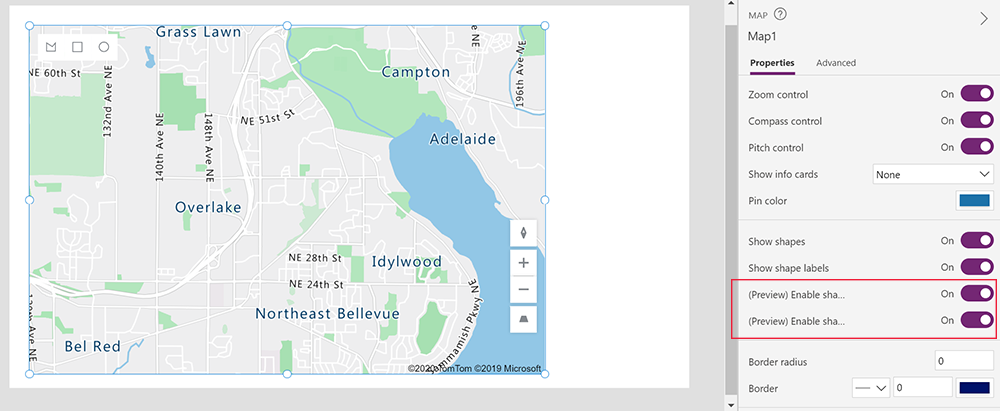 Grass Lawn
NE 60th St
132nd Ave NE
140th Ave NE
148th Ave NE
NE 51st St
Campton
196th Ave NE
Adelaide
Overlake
NE 28th St
Idylwood
NE 24th St
Northeast Bellevue
Bel Red
mmamish Pkwy NE
©2020 TomTom ©2019 Microsoft
MAP
Map1
Properties Advanced
Zoom control On
Compass control On
Pitch control On
Show info cards None
Pin color
Show shapes On
Show shape labels On
(Preview) Enable sha... On
(Preview) Enable sha... On
Border radius 0
Border 0